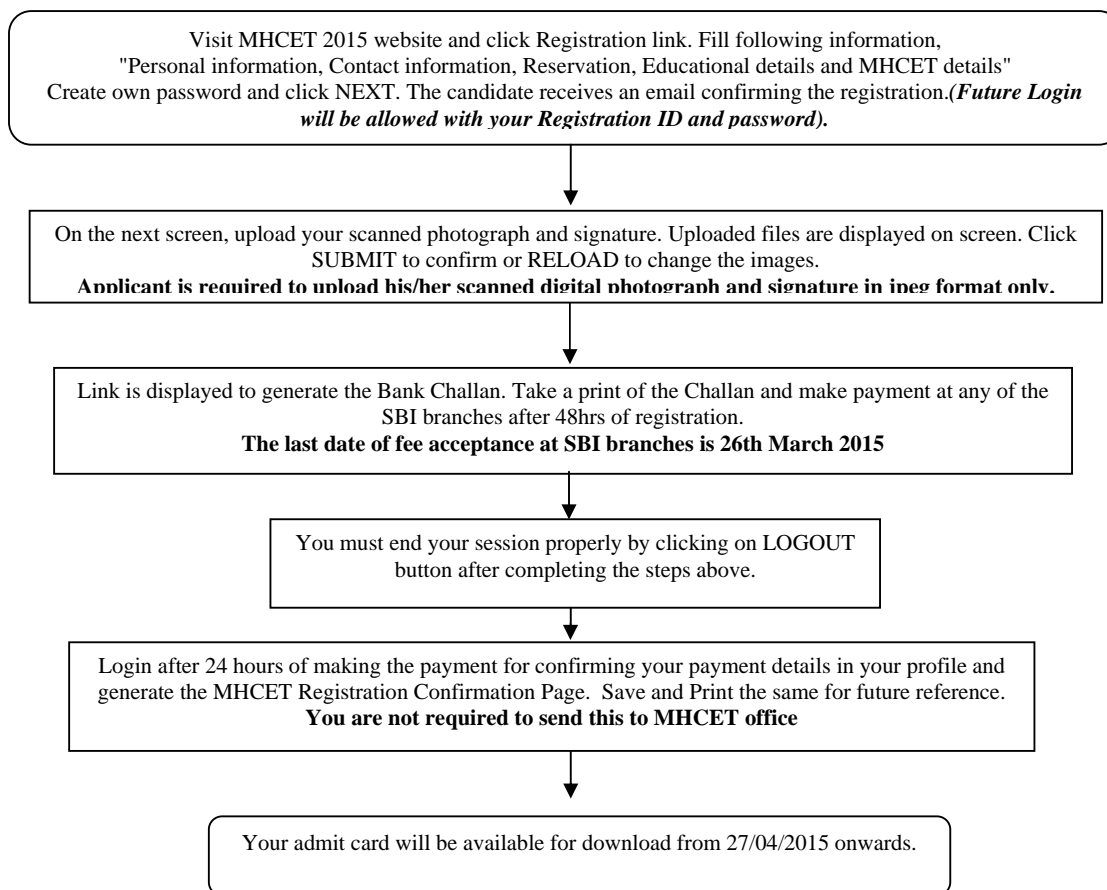 Visit MHCET 2015 website and click Registration link. Fill following information,
"Personal information, Contact information, Reservation, Educational details and MHCET details"
Create own password and click NEXT. The candidate receives an email confirming the registration.(Future Login
will be allowed with your Registration ID and password).
On the next screen, upload your scanned photograph and signature. Uploaded files are displayed on screen. Click
SUBMIT to confirm or RELOAD to change the images.
Applicant is required to upload his/her scanned digital photograph and signature in jpeg format only.
Link is displayed to generate the Bank Challan. Take a print of the Challan and make payment at any of the
SBI branches after 48hrs of registration.
The last date of fee acceptance at SBI branches is 26th March 2015
You must end your session properly by clicking on LOGOUT
button after completing the steps above.
Login after 24 hours of making the payment for confirming your payment details in your profile and
generate the MHCET Registration Confirmation Page. Save and Print the same for future reference.
You are not required to send this to MHCET office
Your admit card will be available for download from 27/04/2015 onwards.